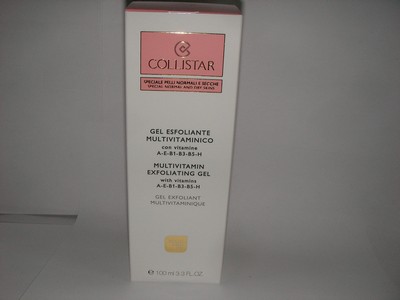 COLLISTAR
SPECIALE PELLI NORMALI E SECCHE
SPECIAL NORMAL AND DRY SKINS
GEL ESFOLIANTE
MULTIVITAMINICO
con vitamine
A-E-B1-B3-B5-H
MULTIVITAMIN
EXFOLIATING GEL
with vitamins
A-E-B1-B3-B5-H
GEL EXFOLIANT
MULTIVITAMINIQUE
℮ 100 ml 3.3 FL.OZ.